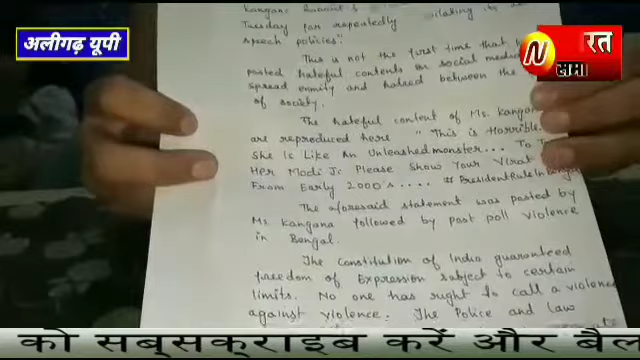 अलीगढ़ यूपी
N
रत
समा
Kangana
Tuesday for repeatedly
speech policies".
This is not the first time that
posted hateful contents on social
spread enmity and hatred between the
of society.
The hateful content of Ms. Kangana
are reproduced here "This is Horrible.
She Is Like An Unleashed monster... To
Her Modi Ji Please Show Your Virat
From Early 2000's.... #PresidentRuleInBengal
The aforesaid statement was posted by
Ms Kangana followed by post poll violence
in Bengal.
The constitution of India guaranteed
freedom of Expression subject to certain
limits. No one has right to call a violence
against violence. The Police and law
को सबसक्राइब करें और बैल